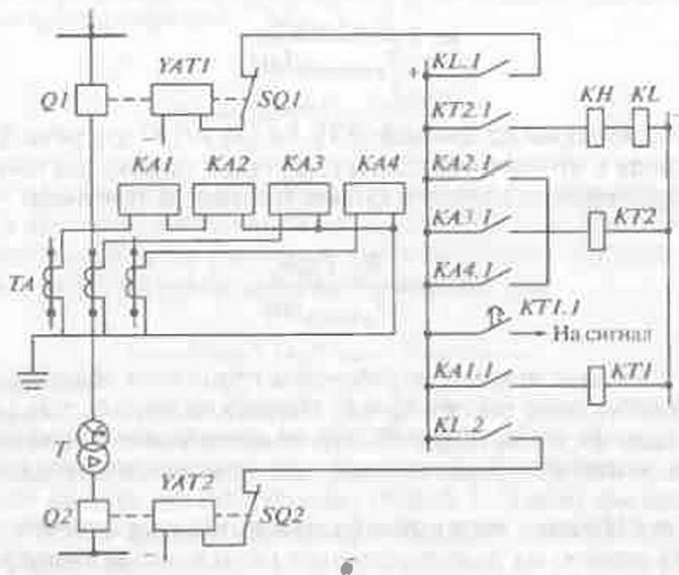 YAT1
Q1
SQ1
KA1 KA2 KA3 KA4
TA
T
YAT2
Q2
SQ2
+
KL.1
KT2.1
KH KL
KA2.1
KA3.1
KT2
KA4.1
KT1.1
На сигнал
KA1.1
KT1
KL.2